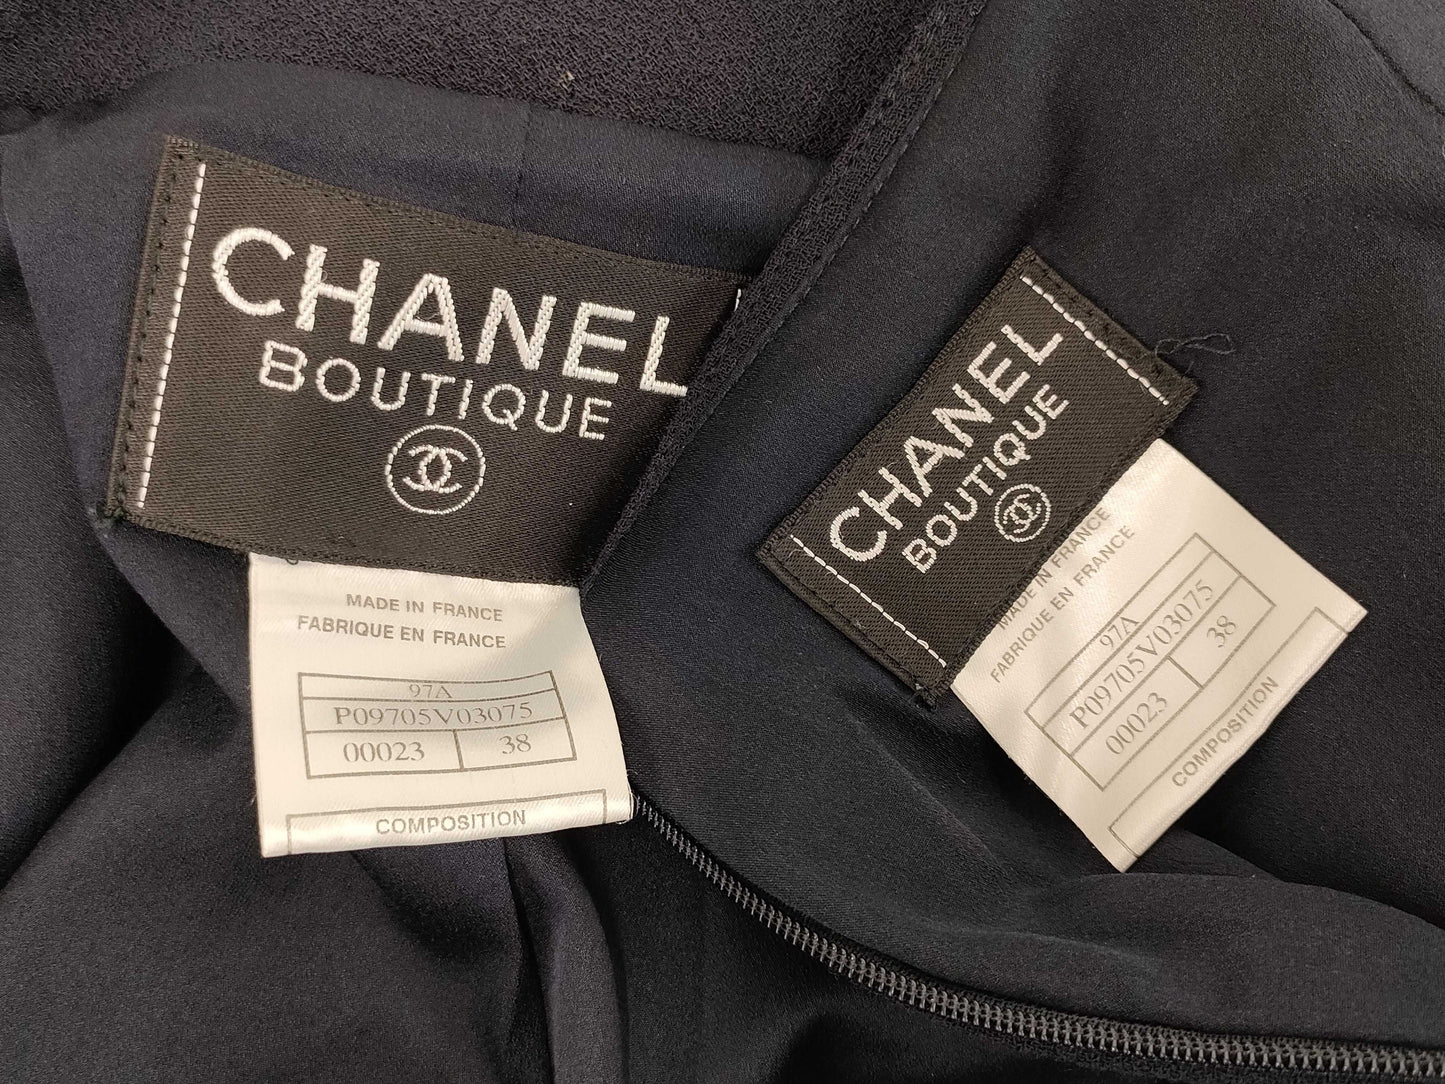 CHANEL
BOUTIQUE
MADE IN FRANCE
FABRIQUE EN FRANCE
97A
P09705V03075
00023 38
COMPOSITION
CHANEL
BOUTIQUE
MADE IN FRANCE
FABRIQUE EN FRANCE
97A
P09705V03075
00023 38
COMPOSITION